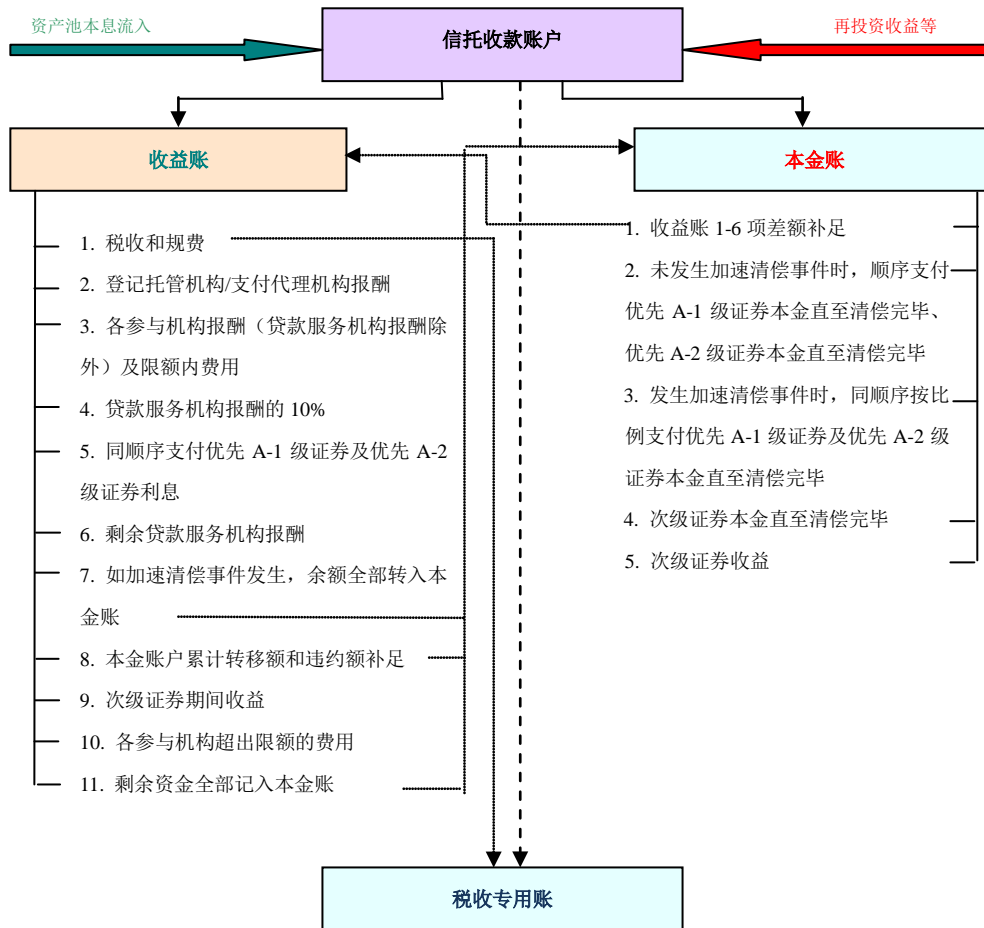 资产池本息流入
信托收款账户
再投资收益等
收益账
本金账
1. 税收和规费
2. 登记托管机构/支付代理机构报酬
3. 各参与机构报酬（贷款服务机构报酬除
外）及限额内费用
4. 贷款服务机构报酬的 10%
5. 同顺序支付优先 A-1 级证券及优先 A-2
级证券利息
6. 剩余贷款服务机构报酬
7. 如加速清偿事件发生，余额全部转入本
金账
8. 本金账户累计转移额和违约额补足
9. 次级证券期间收益
10. 各参与机构超出限额的费用
11. 剩余资金全部记入本金账
1. 收益账 1-6 项差额补足
2. 未发生加速清偿事件时，顺序支付
优先 A-1 级证券本金直至清偿完毕、
优先 A-2 级证券本金直至清偿完毕
3. 发生加速清偿事件时，同顺序按比
例支付优先 A-1 级证券及优先 A-2 级
证券本金直至清偿完毕
4. 次级证券本金直至清偿完毕
5. 次级证券收益
税收专用账